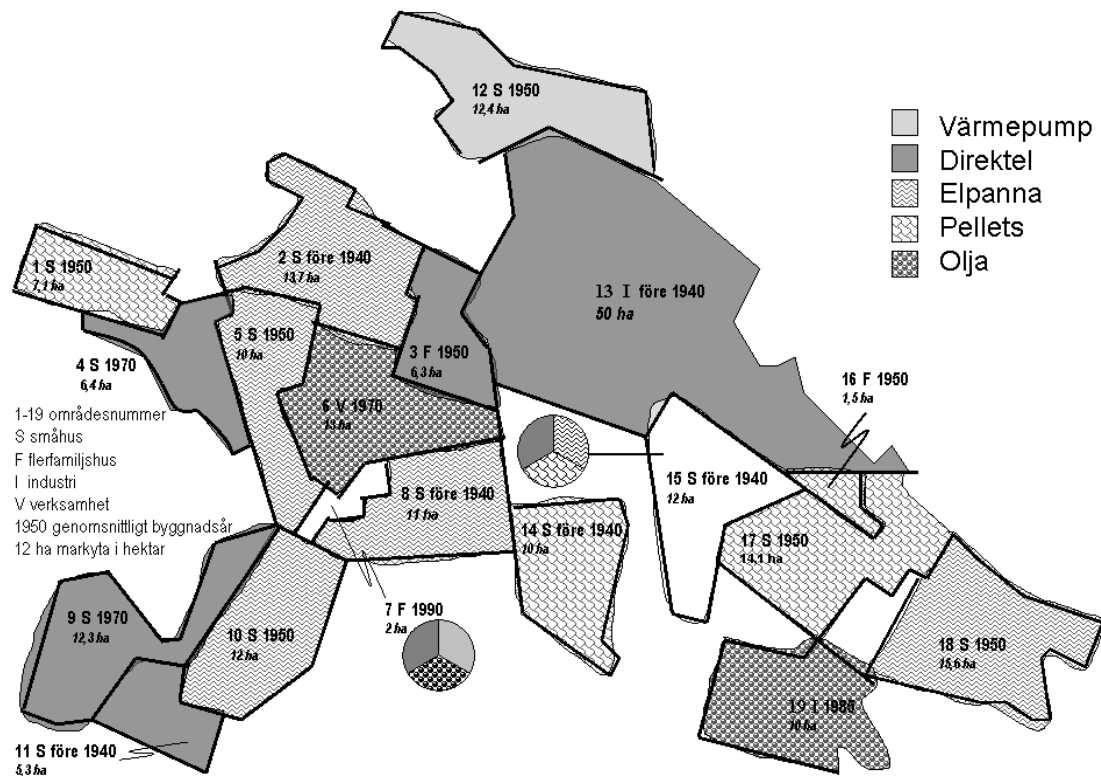 12 S 1950
12,4 ha
Värmepump
Direktel
Elpanna
Pellets
Olja
2 S före 1940
13,7 ha
1 S 1950
7,1 ha
13 I före 1940
50 ha
5 S 1950
10 ha
3 F 1950
6,3 ha
4 S 1970
6,4 ha
16 F 1950
1,5 ha
6 V 1970
13 ha
1-19 områdesnummer
S småhus
F flerfamiljshus
I industri
V verksamhet
1950 genomsnittligt byggnadsår
12 ha markyta i hektar
8 S före 1940
11 ha
15 S före 1940
12 ha
14 S före 1940
10 ha
17 S 1950
14,1 ha
7 F 1990
2 ha
9 S 1970
12,3 ha
10 S 1950
12 ha
18 S 1950
15,6 ha
19 I 1985
10 ha
11 S före 1940
5,3 ha